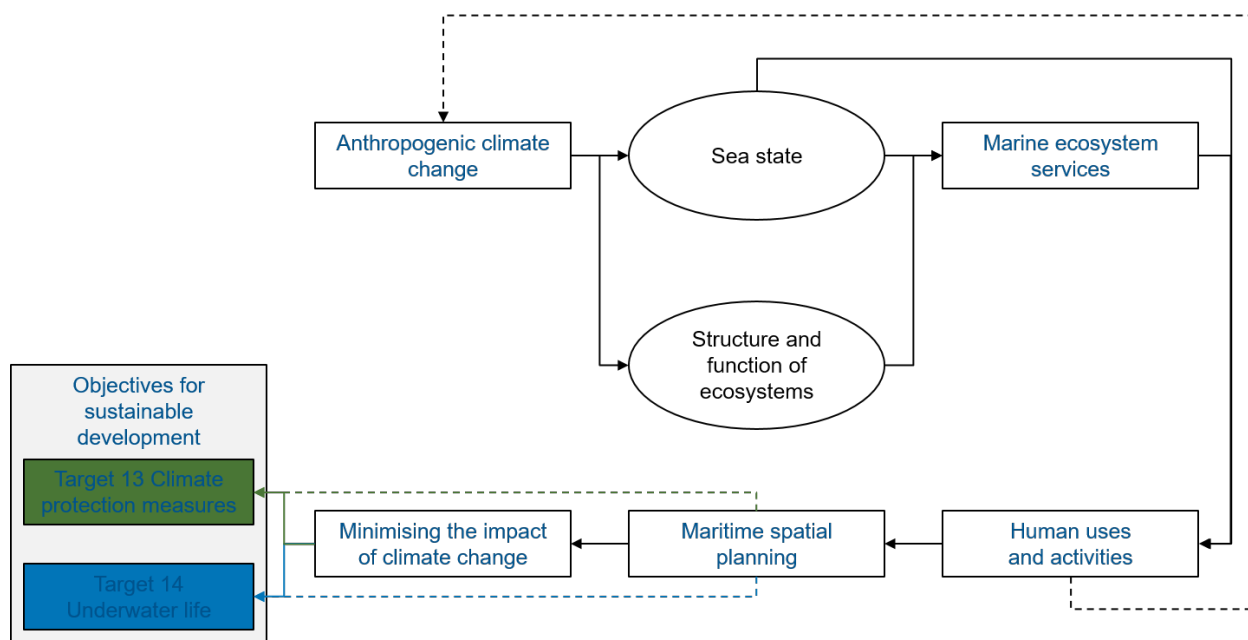 Anthropogenic climate
change
Sea state
Marine ecosystem
services
Structure and
function of
ecosystems
Objectives for
sustainable
development
Target 13 Climate
protection measures
Target 14
Underwater life
Minimising the impact
of climate change
Maritime spatial
planning
Human uses
and activities